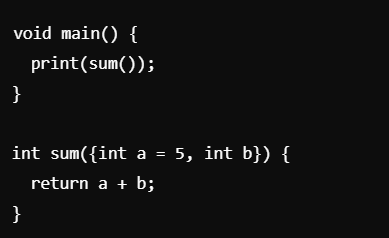 void main() {
  print(sum());
}

int sum({int a = 5, int b}) {
  return a + b;
}